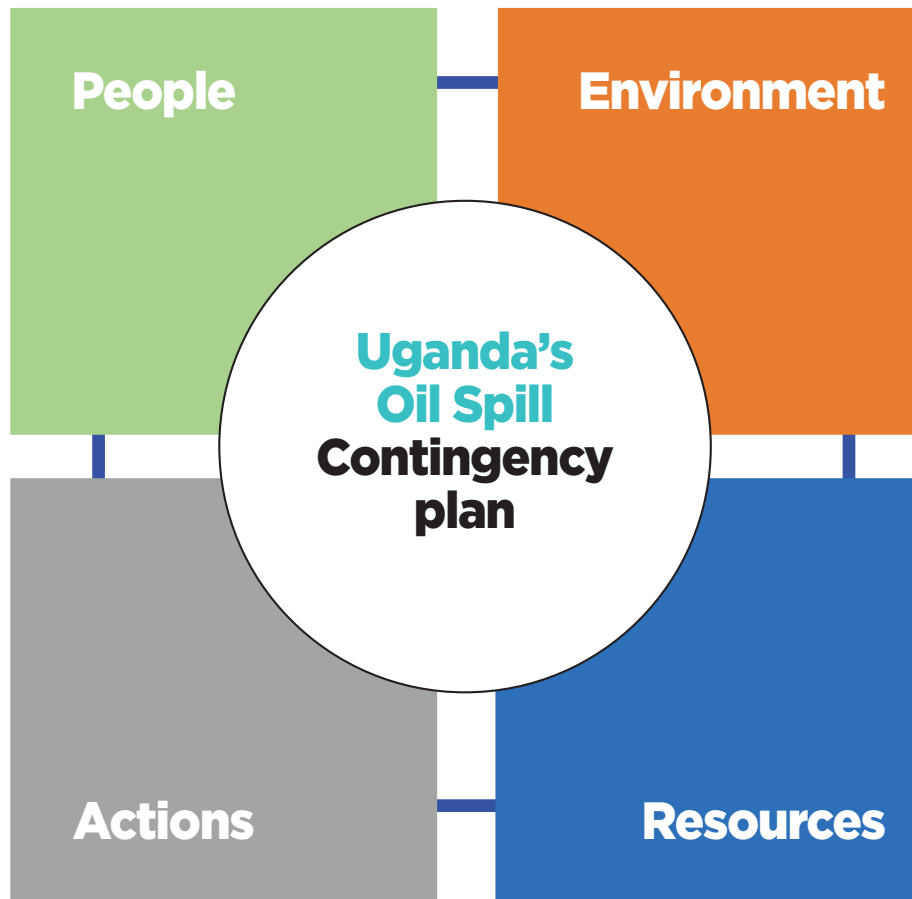 People
Environment
Uganda’s
Oil Spill
Contingency
plan
Actions
Resources